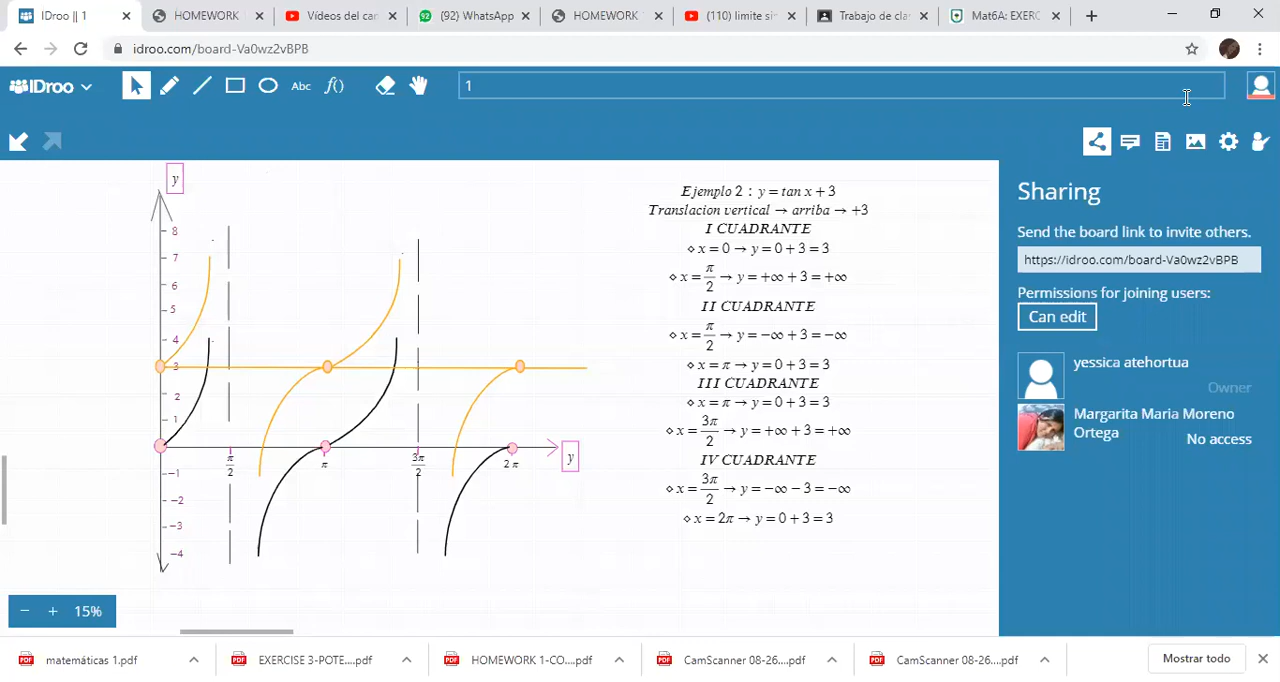 IDroo || 1
HOMEWORK
Vídeos del car
(92) WhatsApp
HOMEWORK
(110) limite sir
Trabajo de cla
Mat6A: EXERC
idroo.com/board-Va0wz2vBPB
IDroo
Abc
f()
1
y
8
7
6
5
4
3
2
1
−1
−2
−3
−4
π/2
π
3π/2
2 π
y
Ejemplo 2 : y = tan x + 3
Translacion vertical → arriba → +3
I CUADRANTE
⋄ x = 0 → y = 0 + 3 = 3
⋄ x = π/2 → y = +∞ + 3 = +∞
II CUADRANTE
⋄ x = π/2 → y = −∞ + 3 = −∞
⋄ x = π → y = 0 + 3 = 3
III CUADRANTE
⋄ x = π → y = 0 + 3 = 3
⋄ x = 3π/2 → y = +∞ + 3 = +∞
IV CUADRANTE
⋄ x = 3π/2 → y = −∞ − 3 = −∞
⋄ x = 2π → y = 0 + 3 = 3
Sharing
Send the board link to invite others.
https://idroo.com/board-Va0wz2vBPB
Permissions for joining users:
Can edit
yessica atehortua
Owner
Margarita Maria Moreno
Ortega
No access
15%
matemáticas 1.pdf
EXERCISE 3-POTE....pdf
HOMEWORK 1-CO....pdf
CamScanner 08-26....pdf
CamScanner 08-26....pdf
Mostrar todo